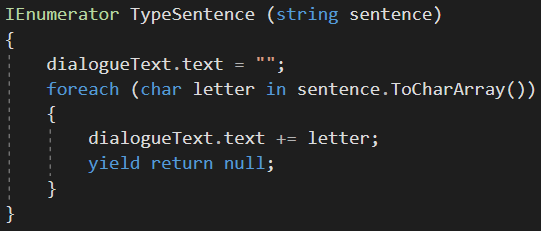 IEnumerator TypeSentence (string sentence)
{
    dialogueText.text = "";
    foreach (char letter in sentence.ToCharArray())
    {
        dialogueText.text += letter;
        yield return null;
    }
}